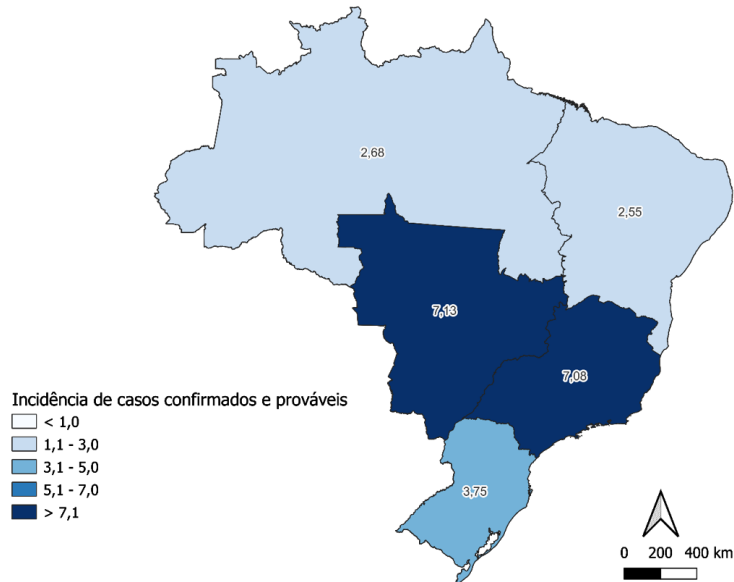 2,68
2,55
7,13
7,08
3,75
Incidência de casos confirmados e prováveis
< 1,0
1,1 - 3,0
3,1 - 5,0
5,1 - 7,0
> 7,1
0 200 400 km